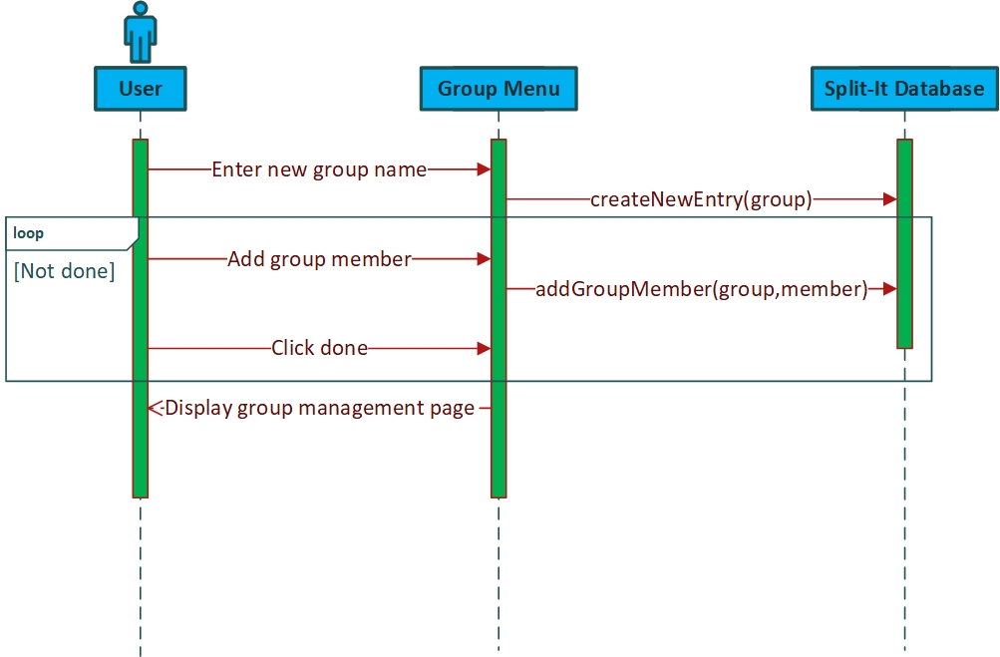 User
Group Menu
Split-It Database
Enter new group name
createNewEntry(group)
loop
[Not done]
Add group member
addGroupMember(group,member)
Click done
Display group management page